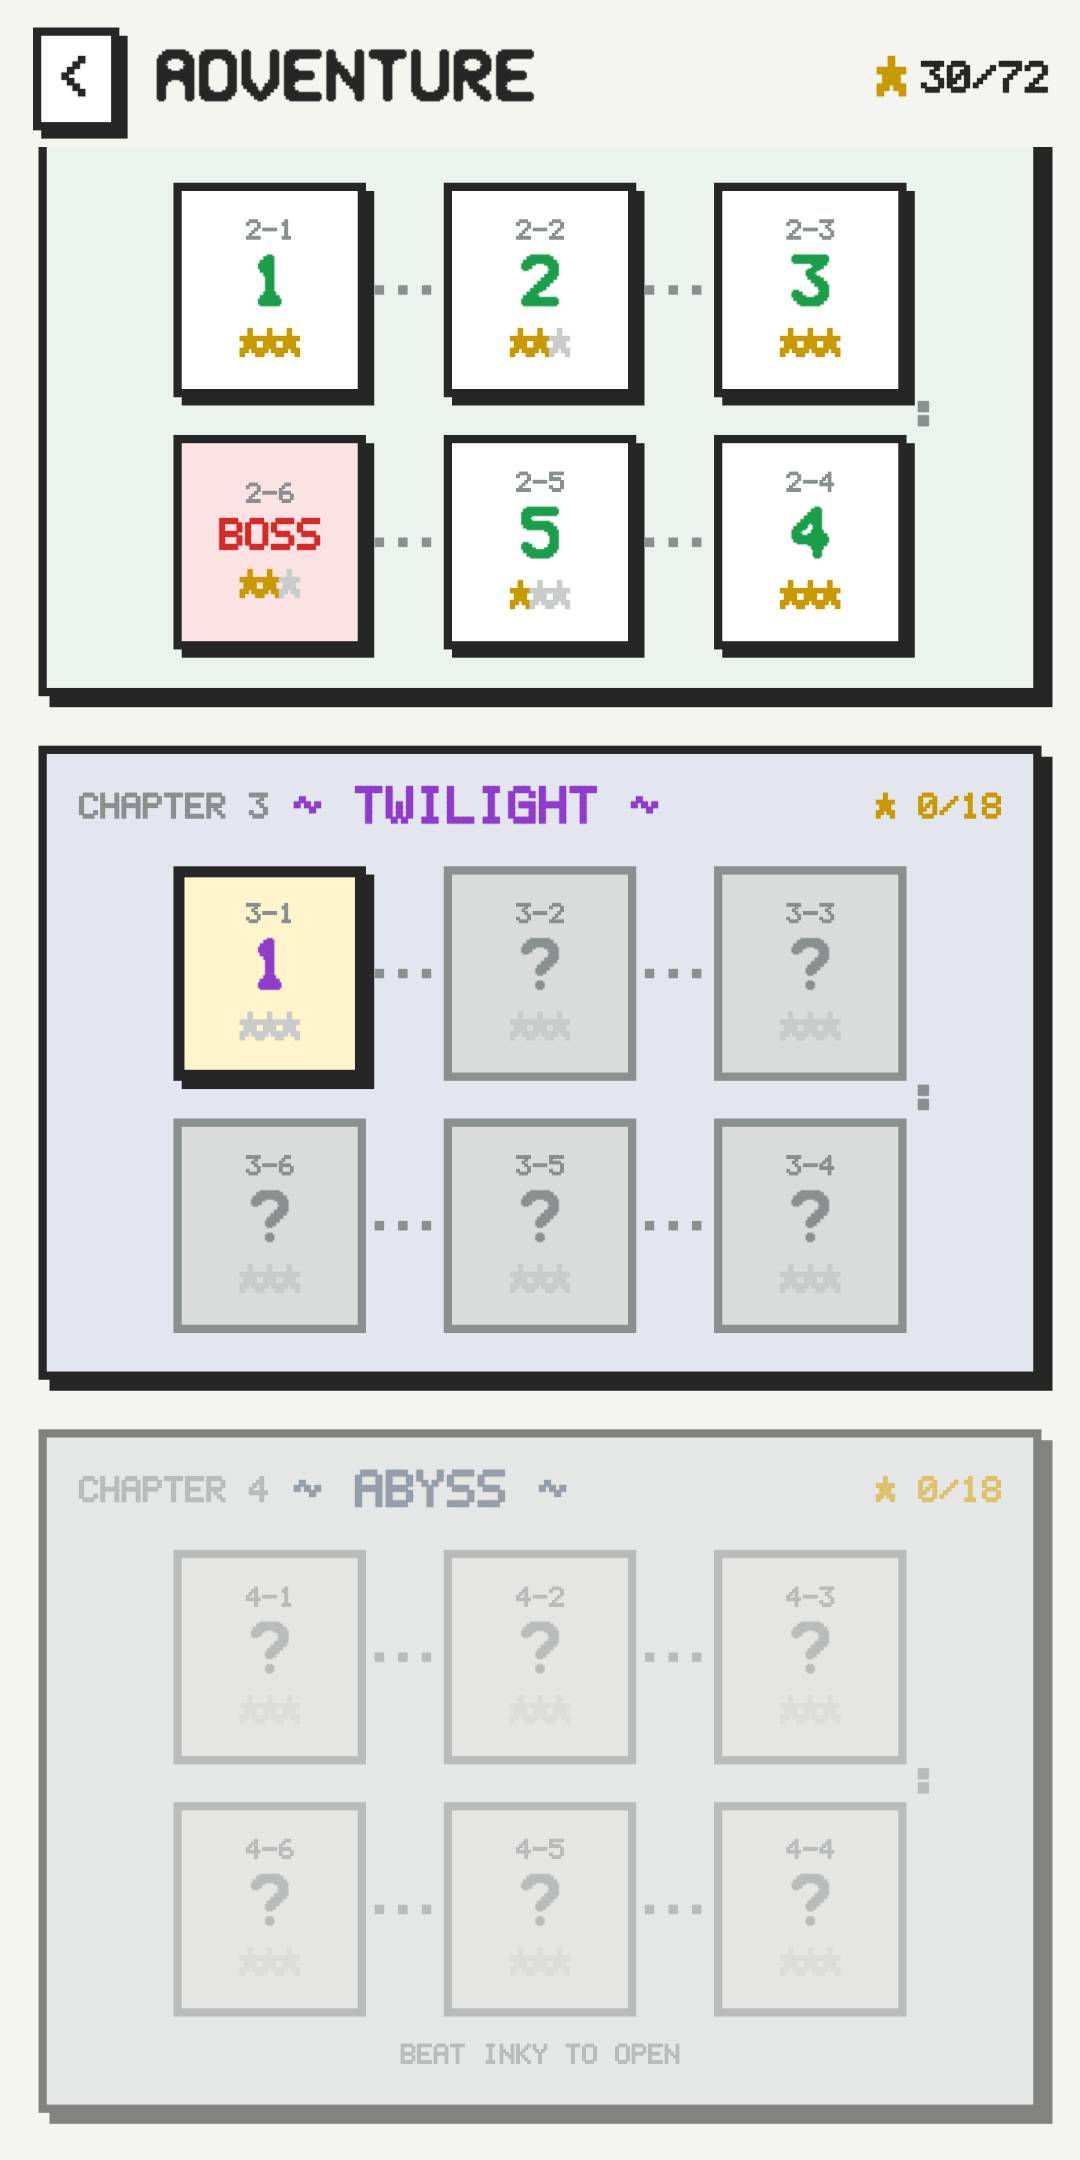 < ADVENTURE 30/72
2-1 2-2 2-3
1 2 3
2-6 2-5 2-4
BOSS 5 4
CHAPTER 3 ~ TWILIGHT ~ 0/18
3-1 3-2 3-3
1 ? ?
3-6 3-5 3-4
? ? ?
CHAPTER 4 ~ ABYSS ~ 0/18
4-1 4-2 4-3
? ? ?
4-6 4-5 4-4
? ? ?
BEAT INKY TO OPEN